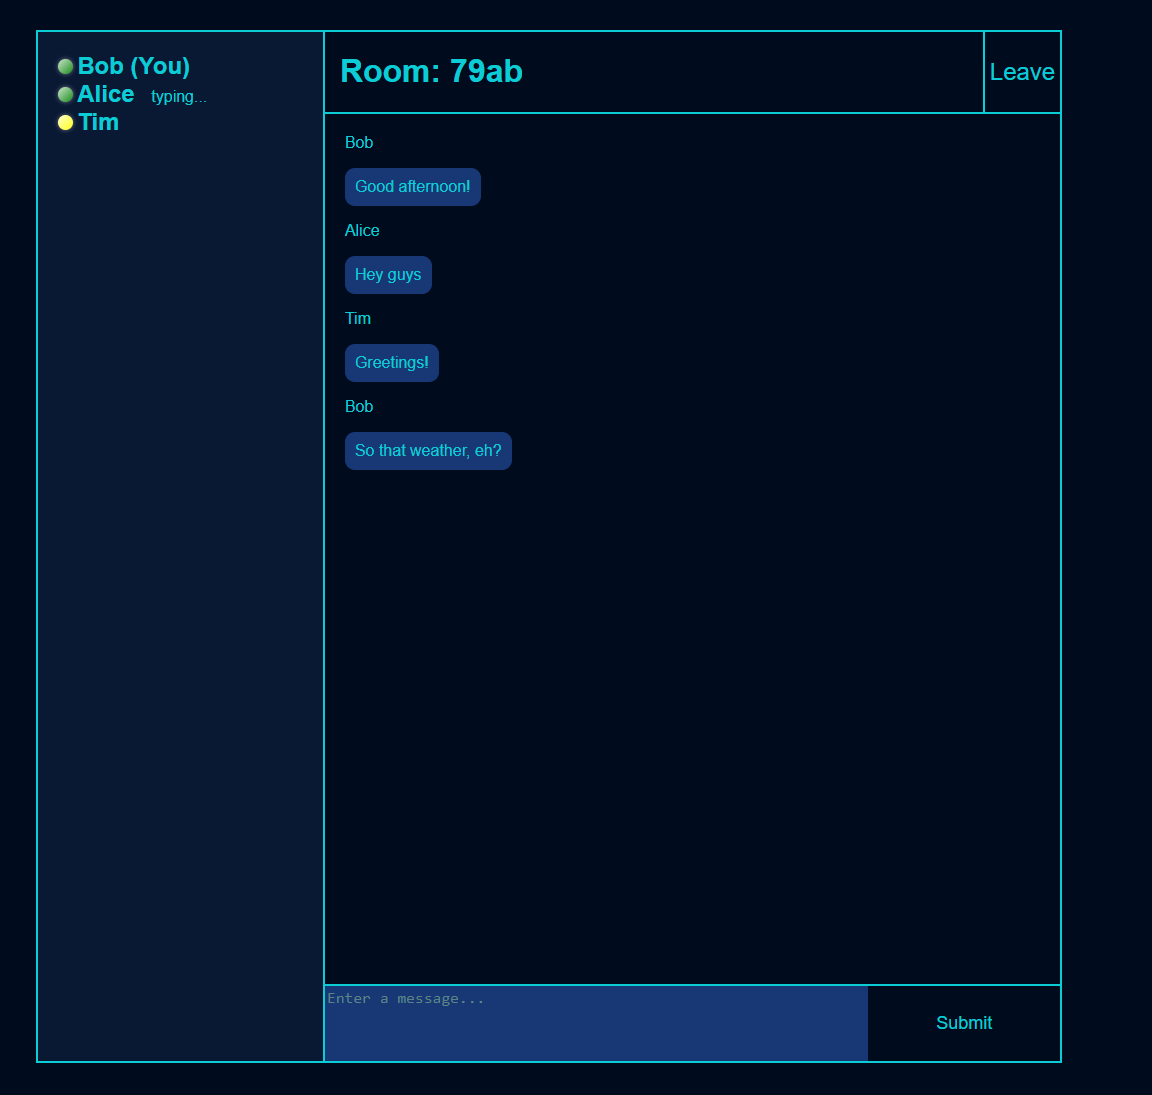 Bob (You)
Alice typing...
Tim
Room: 79ab
Leave
Bob
Good afternoon!
Alice
Hey guys
Tim
Greetings!
Bob
So that weather, eh?
Enter a message...
Submit